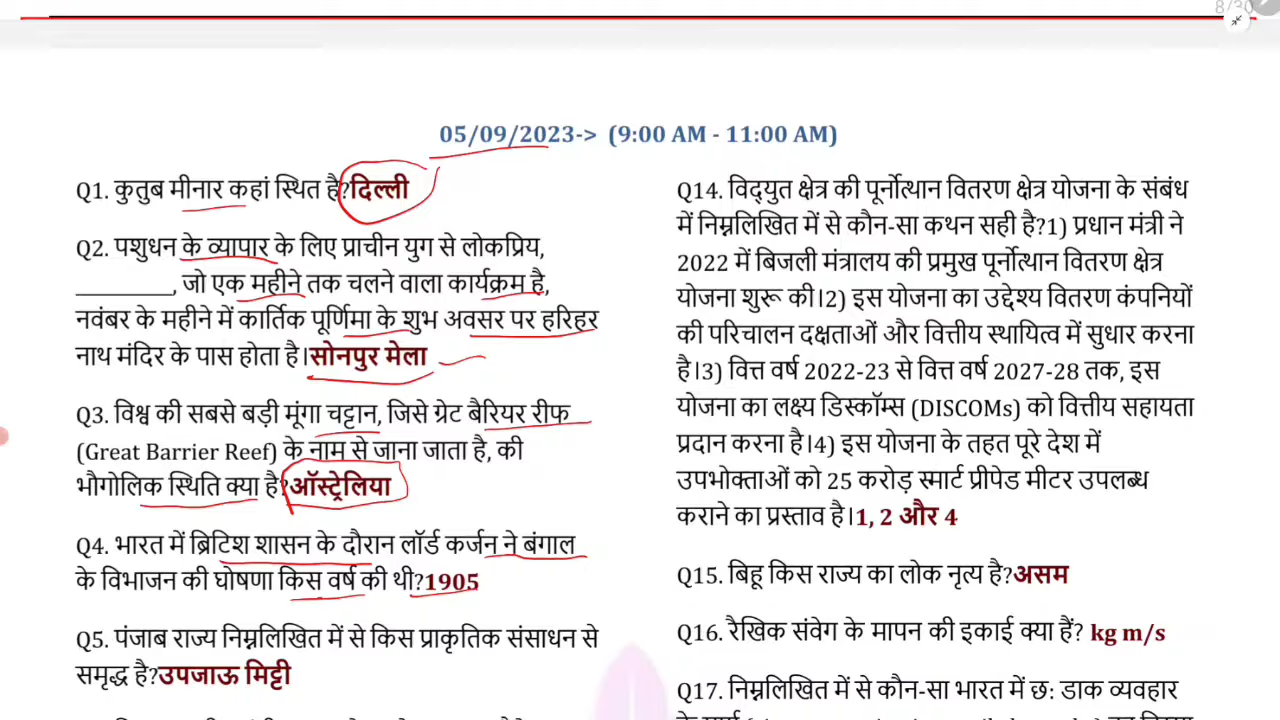 8/30
05/09/2023-> (9:00 AM - 11:00 AM)
Q1. कुतुब मीनार कहां स्थित है?दिल्ली
Q2. पशुधन के व्यापार के लिए प्राचीन युग से लोकप्रिय,
_________, जो एक महीने तक चलने वाला कार्यक्रम है,
नवंबर के महीने में कार्तिक पूर्णिमा के शुभ अवसर पर हरिहर
नाथ मंदिर के पास होता है।सोनपुर मेला
Q3. विश्व की सबसे बड़ी मूंगा चट्टान, जिसे ग्रेट बैरियर रीफ
(Great Barrier Reef) के नाम से जाना जाता है, की
भौगोलिक स्थिति क्या है?ऑस्ट्रेलिया
Q4. भारत में ब्रिटिश शासन के दौरान लॉर्ड कर्जन ने बंगाल
के विभाजन की घोषणा किस वर्ष की थी?1905
Q5. पंजाब राज्य निम्नलिखित में से किस प्राकृतिक संसाधन से
समृद्ध है?उपजाऊ मिट्टी
Q14. विद्युत क्षेत्र की पूर्नोत्थान वितरण क्षेत्र योजना के संबंध
में निम्नलिखित में से कौन-सा कथन सही है?1) प्रधान मंत्री ने
2022 में बिजली मंत्रालय की प्रमुख पूर्नोत्थान वितरण क्षेत्र
योजना शुरू की।2) इस योजना का उद्देश्य वितरण कंपनियों
की परिचालन दक्षताओं और वित्तीय स्थायित्व में सुधार करना
है।3) वित्त वर्ष 2022-23 से वित्त वर्ष 2027-28 तक, इस
योजना का लक्ष्य डिस्कॉम्स (DISCOMs) को वित्तीय सहायता
प्रदान करना है।4) इस योजना के तहत पूरे देश में
उपभोक्ताओं को 25 करोड़ स्मार्ट प्रीपेड मीटर उपलब्ध
कराने का प्रस्ताव है।1, 2 और 4
Q15. बिहू किस राज्य का लोक नृत्य है?असम
Q16. रैखिक संवेग के मापन की इकाई क्या हैं? kg m/s
Q17. निम्नलिखित में से कौन-सा भारत में छ: डाक व्यवहार